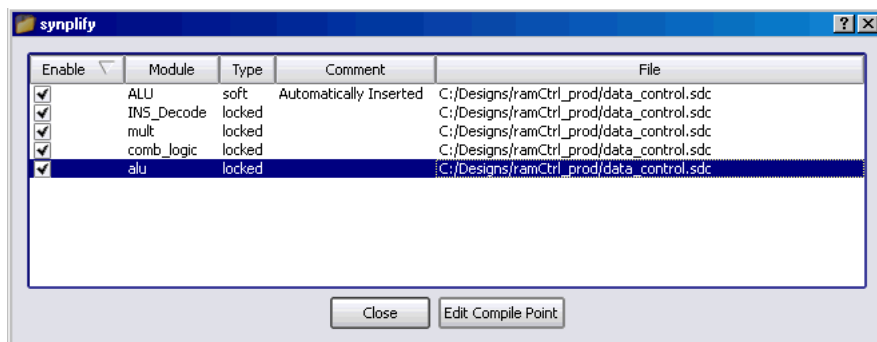 synplify
Enable Module Type Comment File
ALU soft Automatically Inserted C:/Designs/ramCtrl_prod/data_control.sdc
INS_Decode locked C:/Designs/ramCtrl_prod/data_control.sdc
mult locked C:/Designs/ramCtrl_prod/data_control.sdc
comb_logic locked C:/Designs/ramCtrl_prod/data_control.sdc
alu locked C:/Designs/ramCtrl_prod/data_control.sdc
Close Edit Compile Point